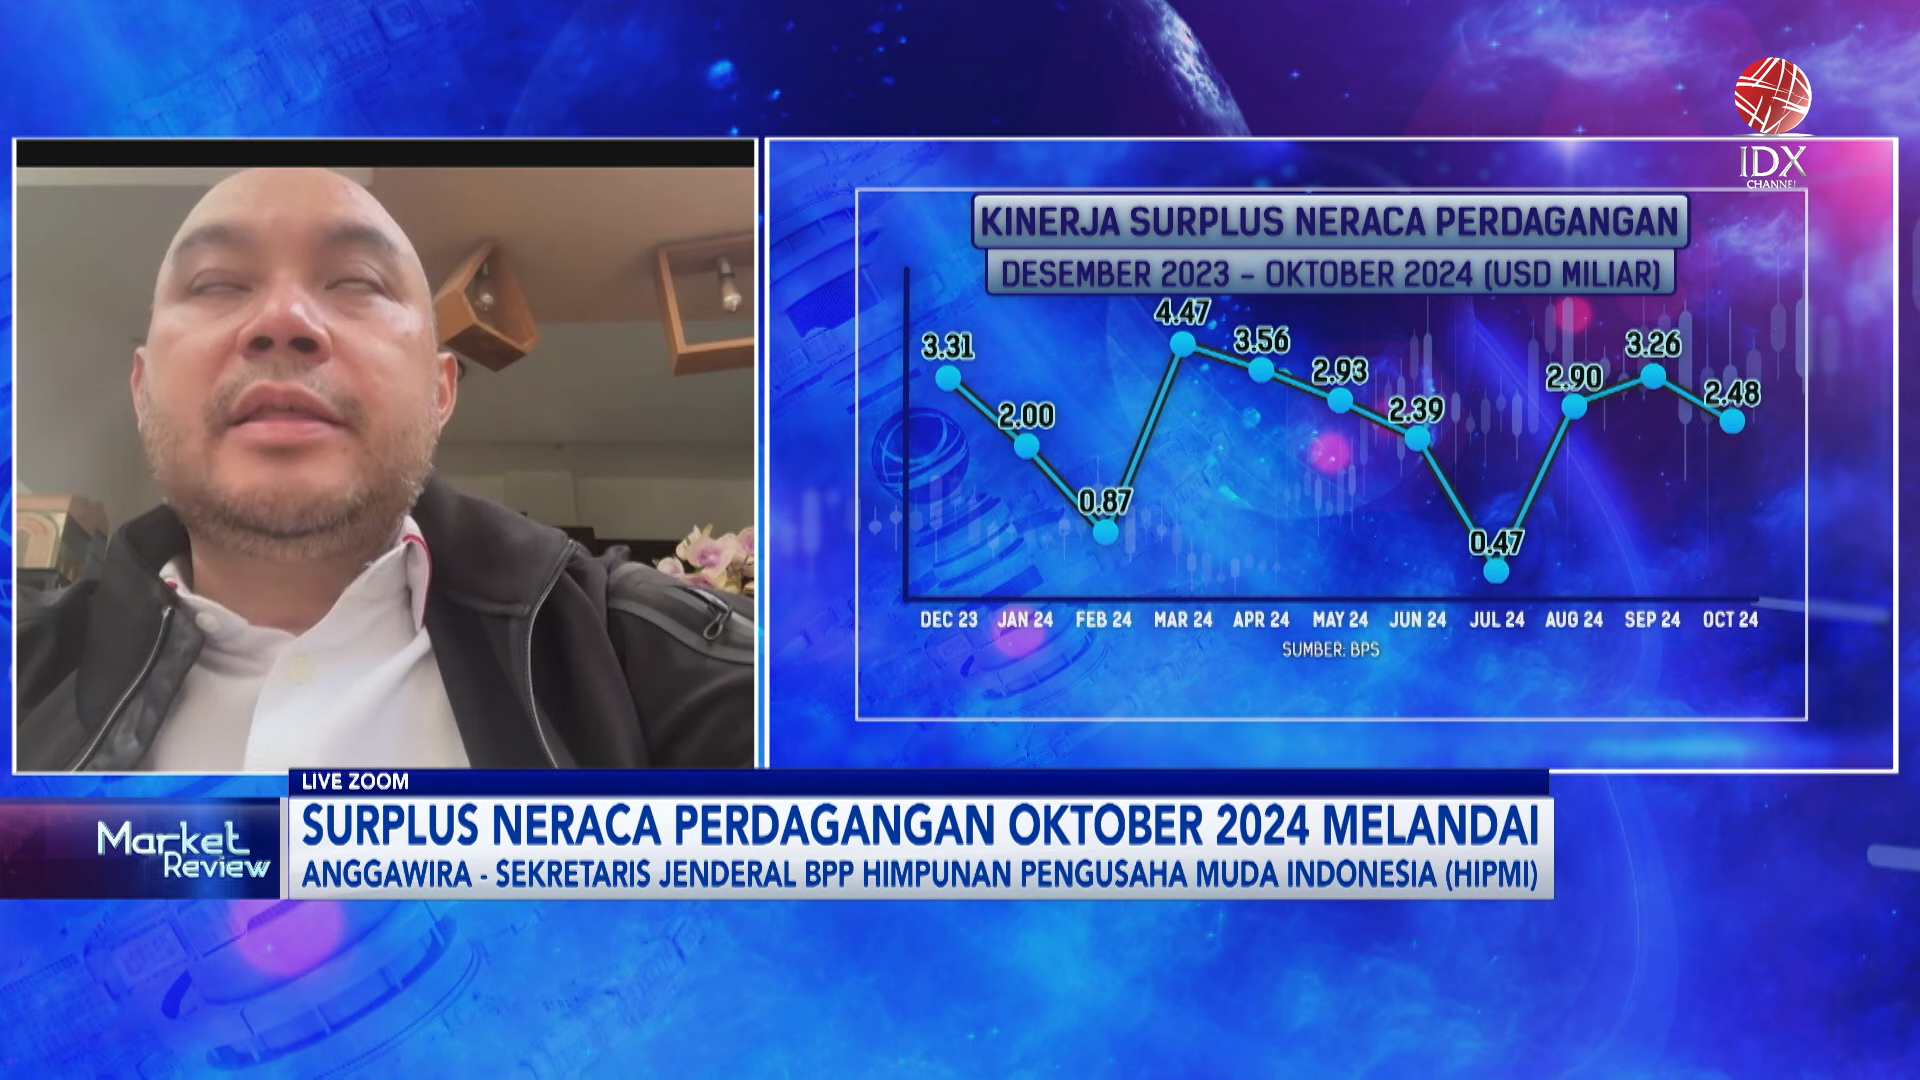 IDX
CHANNEL
KINERJA SURPLUS NERACA PERDAGANGAN
DESEMBER 2023 – OKTOBER 2024 (USD MILIAR)
3.31
2.00
0.87
4.47
3.56
2.93
2.39
0.47
2.90
3.26
2.48
DEC 23 JAN 24 FEB 24 MAR 24 APR 24 MAY 24 JUN 24 JUL 24 AUG 24 SEP 24 OCT 24
SUMBER: BPS
LIVE ZOOM
Market
Review
SURPLUS NERACA PERDAGANGAN OKTOBER 2024 MELANDAI
ANGGAWIRA - SEKRETARIS JENDERAL BPP HIMPUNAN PENGUSAHA MUDA INDONESIA (HIPMI)